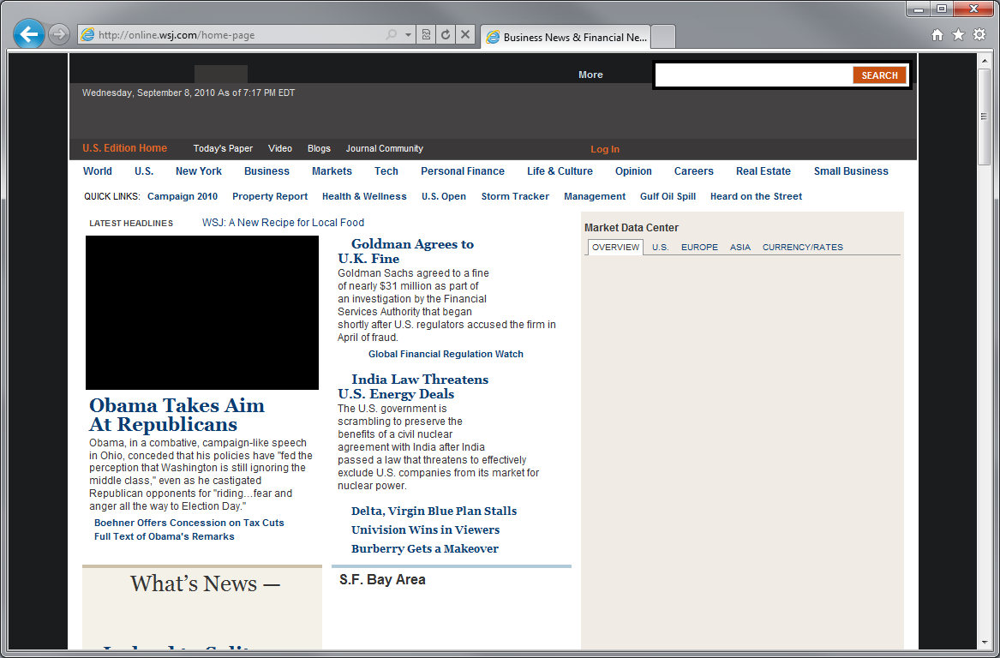 http://online.wsj.com/home-page
Business News & Financial Ne...
More
SEARCH
Wednesday, September 8, 2010 As of 7:17 PM EDT
U.S. Edition Home Today's Paper Video Blogs Journal Community Log In
World U.S. New York Business Markets Tech Personal Finance Life & Culture Opinion Careers Real Estate Small Business
QUICK LINKS: Campaign 2010 Property Report Health & Wellness U.S. Open Storm Tracker Management Gulf Oil Spill Heard on the Street
LATEST HEADLINES WSJ: A New Recipe for Local Food
Obama Takes Aim
At Republicans
Obama, in a combative, campaign-like speech
in Ohio, conceded that his policies have "fed the
perception that Washington is still ignoring the
middle class," even as he castigated
Republican opponents for "riding...fear and
anger all the way to Election Day."
Boehner Offers Concession on Tax Cuts
Full Text of Obama's Remarks
What's News —
Goldman Agrees to
U.K. Fine
Goldman Sachs agreed to a fine
of nearly $31 million as part of
an investigation by the Financial
Services Authority that began
shortly after U.S. regulators accused the firm in
April of fraud.
Global Financial Regulation Watch
India Law Threatens
U.S. Energy Deals
The U.S. government is
scrambling to preserve the
benefits of a civil nuclear
agreement with India after India
passed a law that threatens to effectively
exclude U.S. companies from its market for
nuclear power.
Delta, Virgin Blue Plan Stalls
Univision Wins in Viewers
Burberry Gets a Makeover
S.F. Bay Area
Market Data Center
OVERVIEW U.S. EUROPE ASIA CURRENCY/RATES